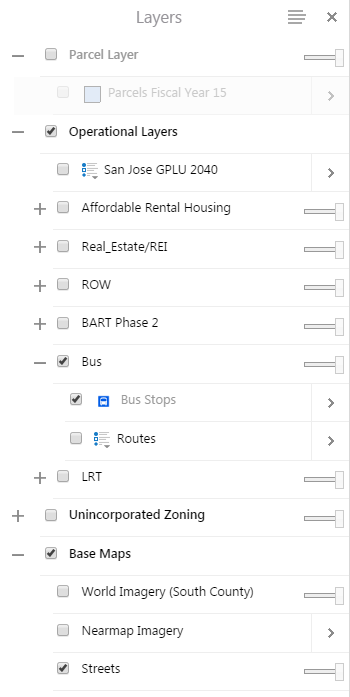 Layers
Parcel Layer
Parcels Fiscal Year 15
Operational Layers
San Jose GPLU 2040
Affordable Rental Housing
Real_Estate/REI
ROW
BART Phase 2
Bus
Bus Stops
Routes
LRT
Unincorporated Zoning
Base Maps
World Imagery (South County)
Nearmap Imagery
Streets